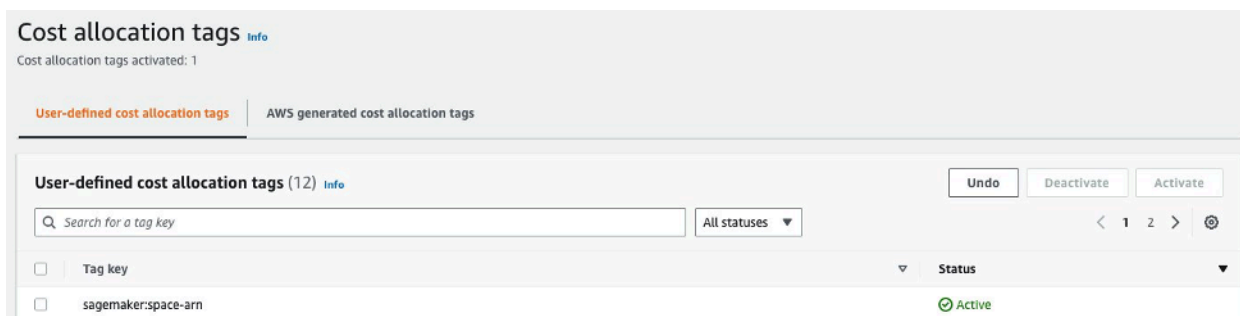 Cost allocation tags Info
Cost allocation tags activated: 1
User-defined cost allocation tags AWS generated cost allocation tags
User-defined cost allocation tags (12) Info Undo Deactivate Activate
Search for a tag key All statuses 1 2
Tag key Status
sagemaker:space-arn Active